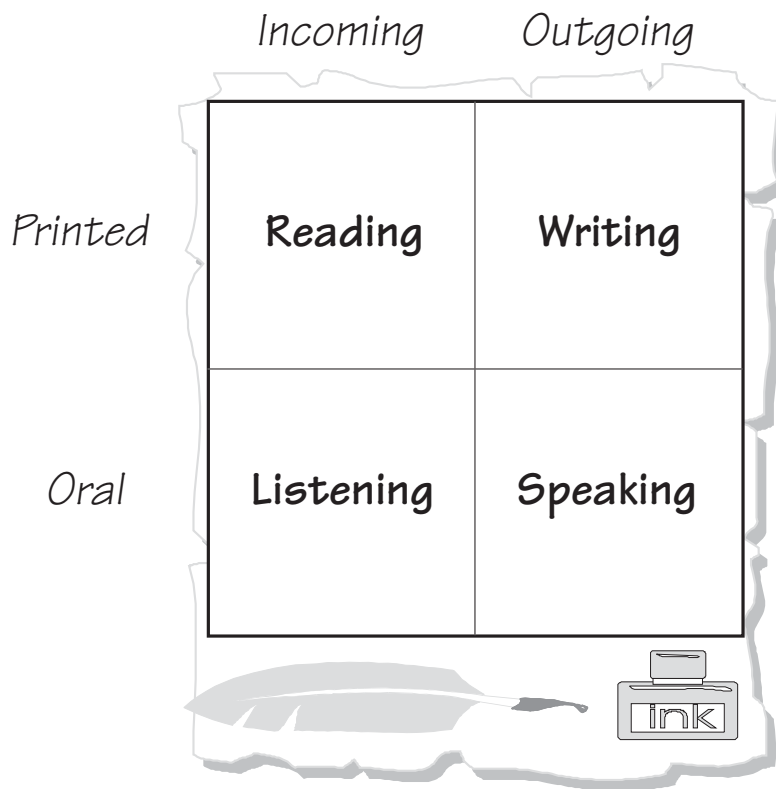 Incoming Outgoing
Printed Reading Writing
Oral Listening Speaking
ink